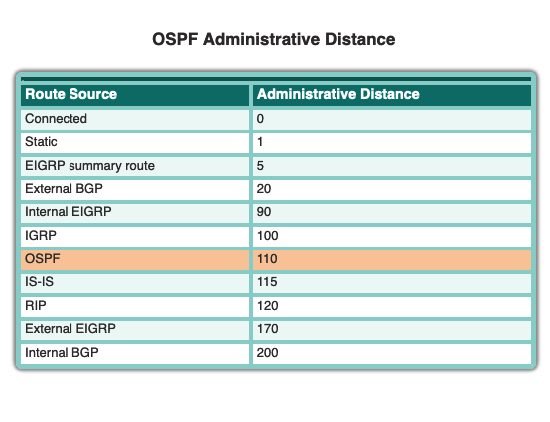 OSPF Administrative Distance
Route Source Administrative Distance
Connected 0
Static 1
EIGRP summary route 5
External BGP 20
Internal EIGRP 90
IGRP 100
OSPF 110
IS-IS 115
RIP 120
External EIGRP 170
Internal BGP 200